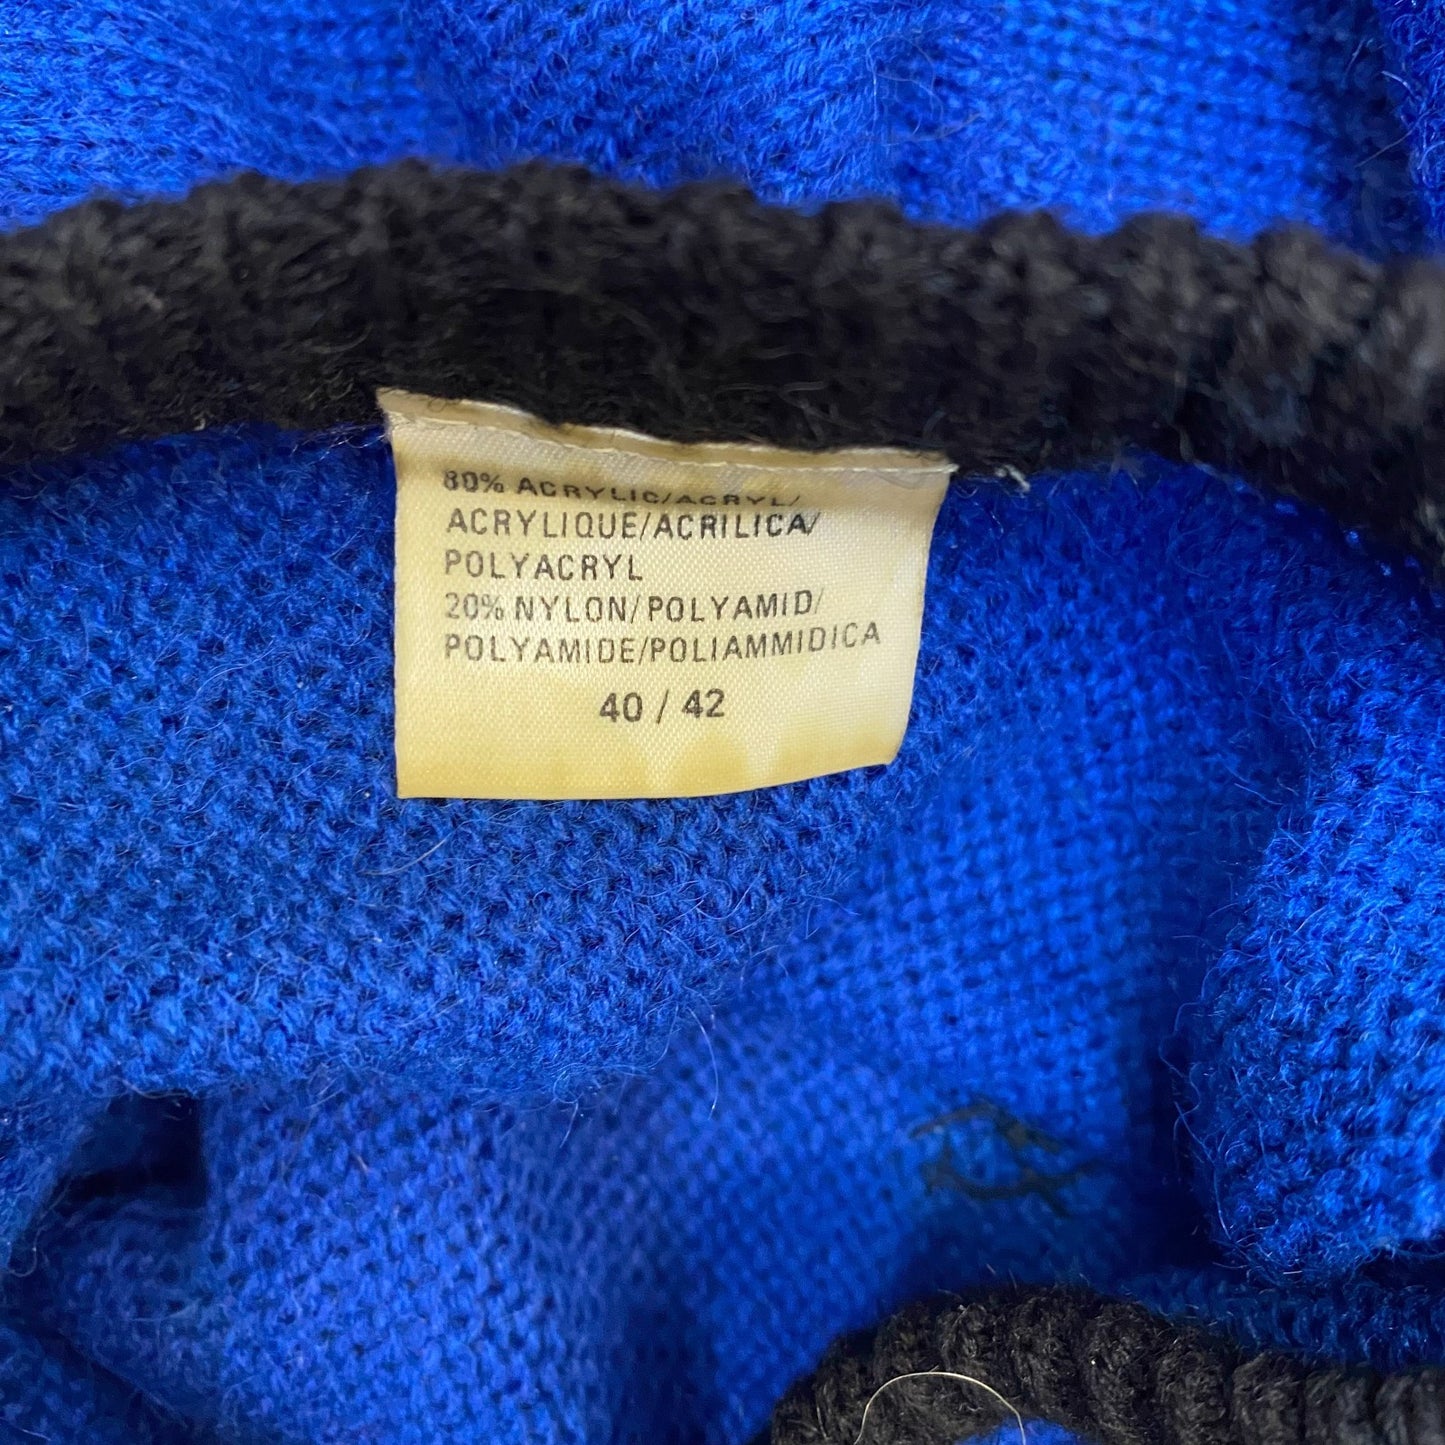 80% ACRYLIC/ACRYL/
ACRYLIQUE/ACRILICA/
POLYACRYL
20% NYLON/POLYAMID/
POLYAMIDE/POLIAMMIDICA
40 / 42